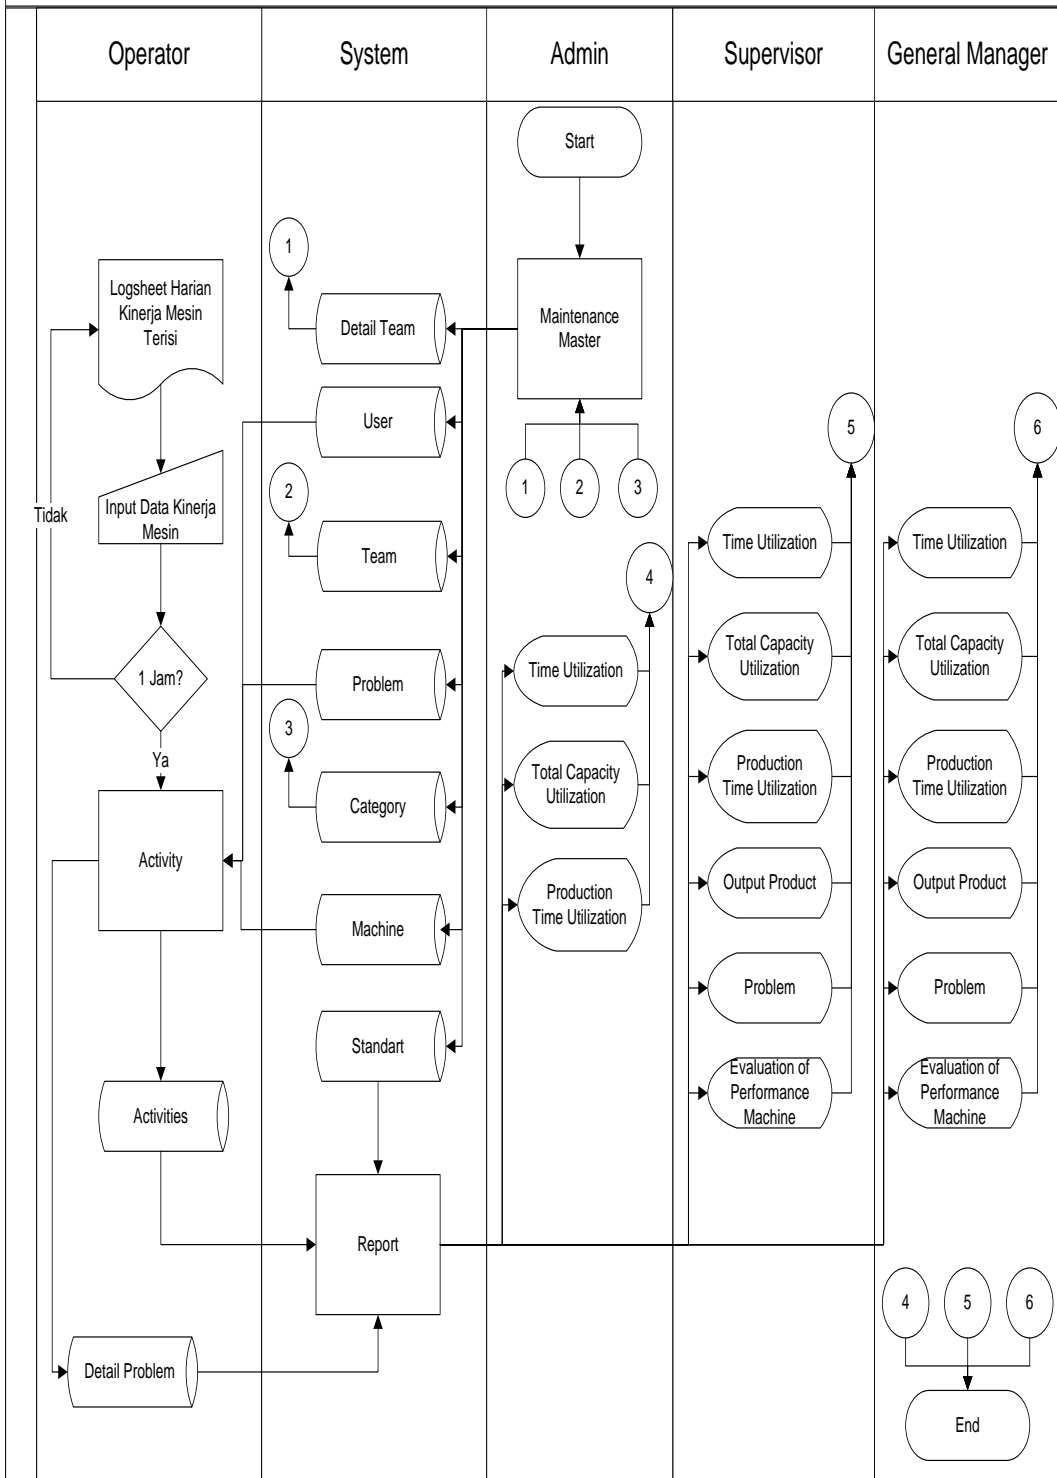 Operator
System
Admin
Supervisor
General Manager
Start
1
Logsheet Harian
Kinerja Mesin
Terisi
Detail Team
Maintenance
Master
User
5
6
1
2
3
2
Tidak
Input Data Kinerja
Mesin
Team
Time Utilization
Time Utilization
4
1 Jam?
Problem
Time Utilization
Total Capacity
Utilization
Total Capacity
Utilization
3
Ya
Category
Total Capacity
Utilization
Production
Time Utilization
Production
Time Utilization
Activity
Machine
Production
Time Utilization
Output Product
Output Product
Problem
Problem
Standart
Activities
Evaluation of
Performance
Machine
Evaluation of
Performance
Machine
Report
4
5
6
Detail Problem
End